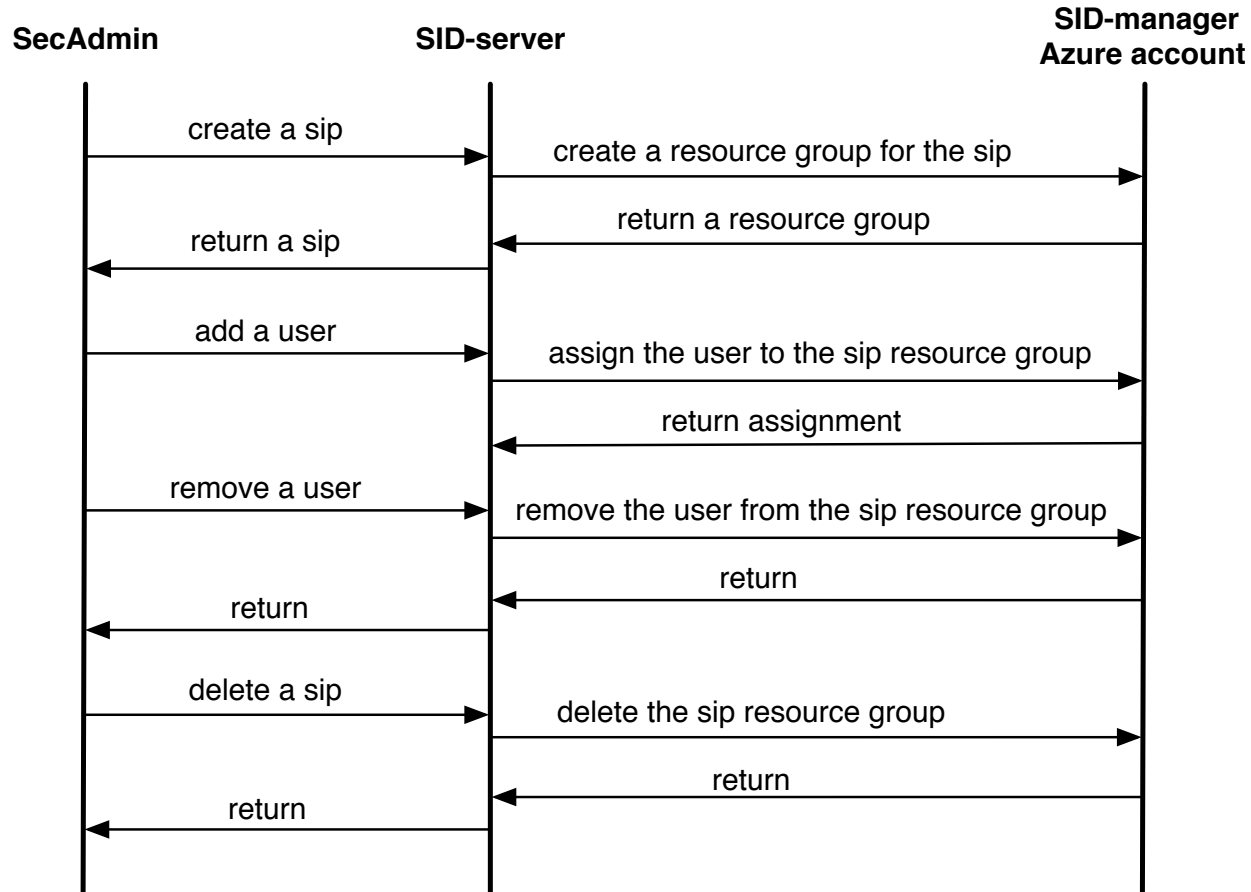 SecAdmin
SID-server
SID-manager
Azure account
create a sip
create a resource group for the sip
return a resource group
return a sip
add a user
assign the user to the sip resource group
return assignment
remove a user
remove the user from the sip resource group
return
return
delete a sip
delete the sip resource group
return
return